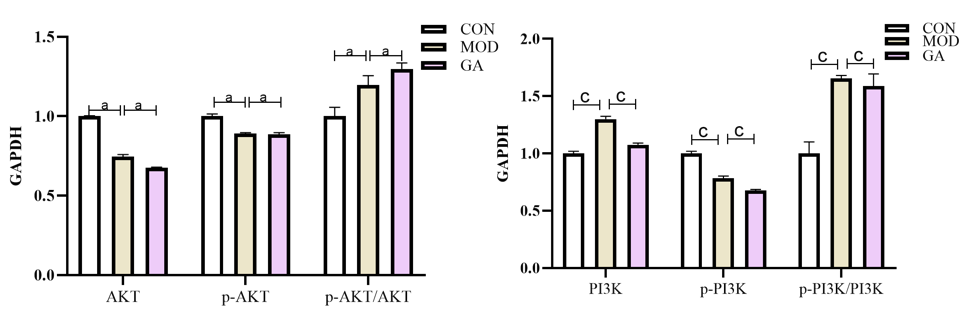 CON
MOD
GA
1.5
1.0
0.5
0.0
GAPDH
a a
a a
a a
AKT p-AKT p-AKT/AKT
CON
MOD
GA
2.0
1.5
1.0
0.5
0.0
GAPDH
C C
C C
C C
PI3K p-PI3K p-PI3K/PI3K